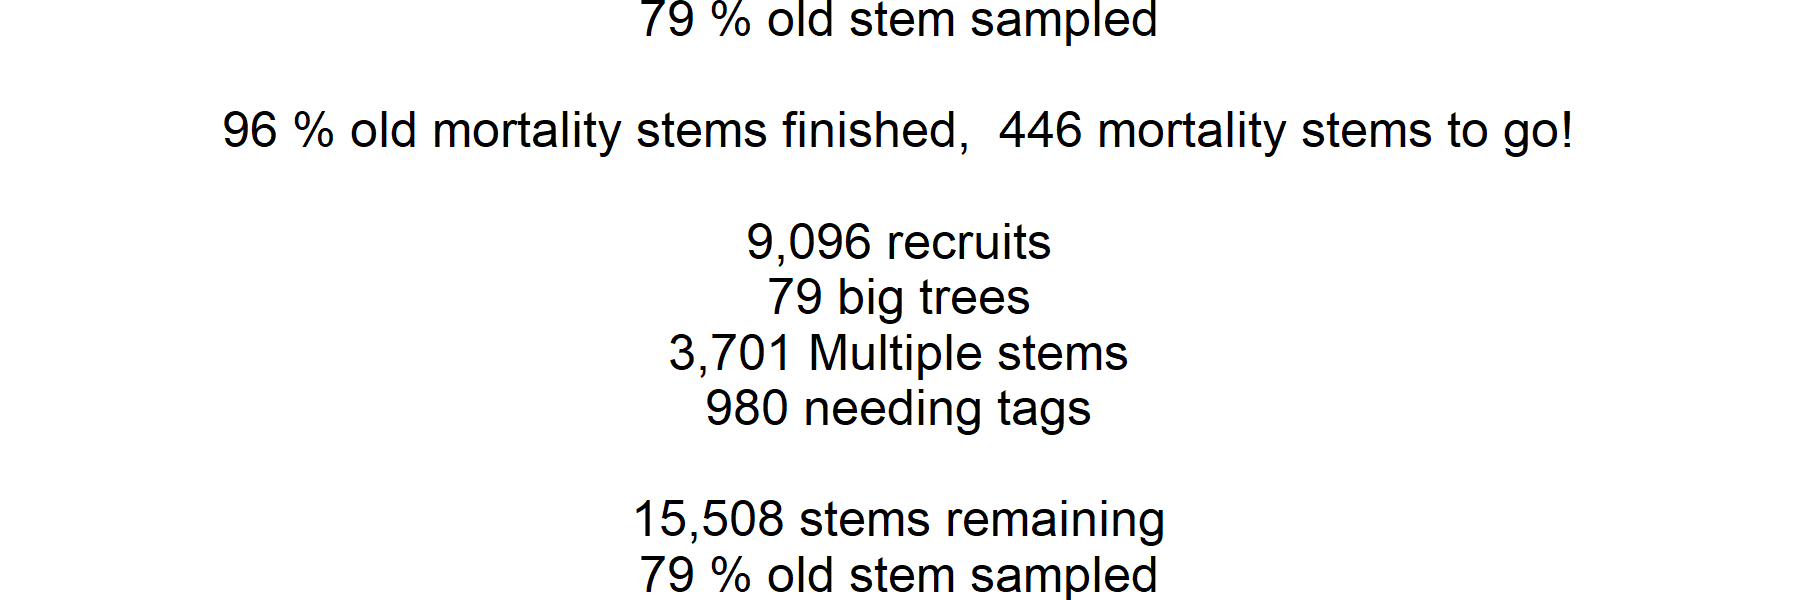 79 % old stem sampled
96 % old mortality stems finished,  446 mortality stems to go!
9,096 recruits
79 big trees
3,701 Multiple stems
980 needing tags
15,508 stems remaining
79 % old stem sampled